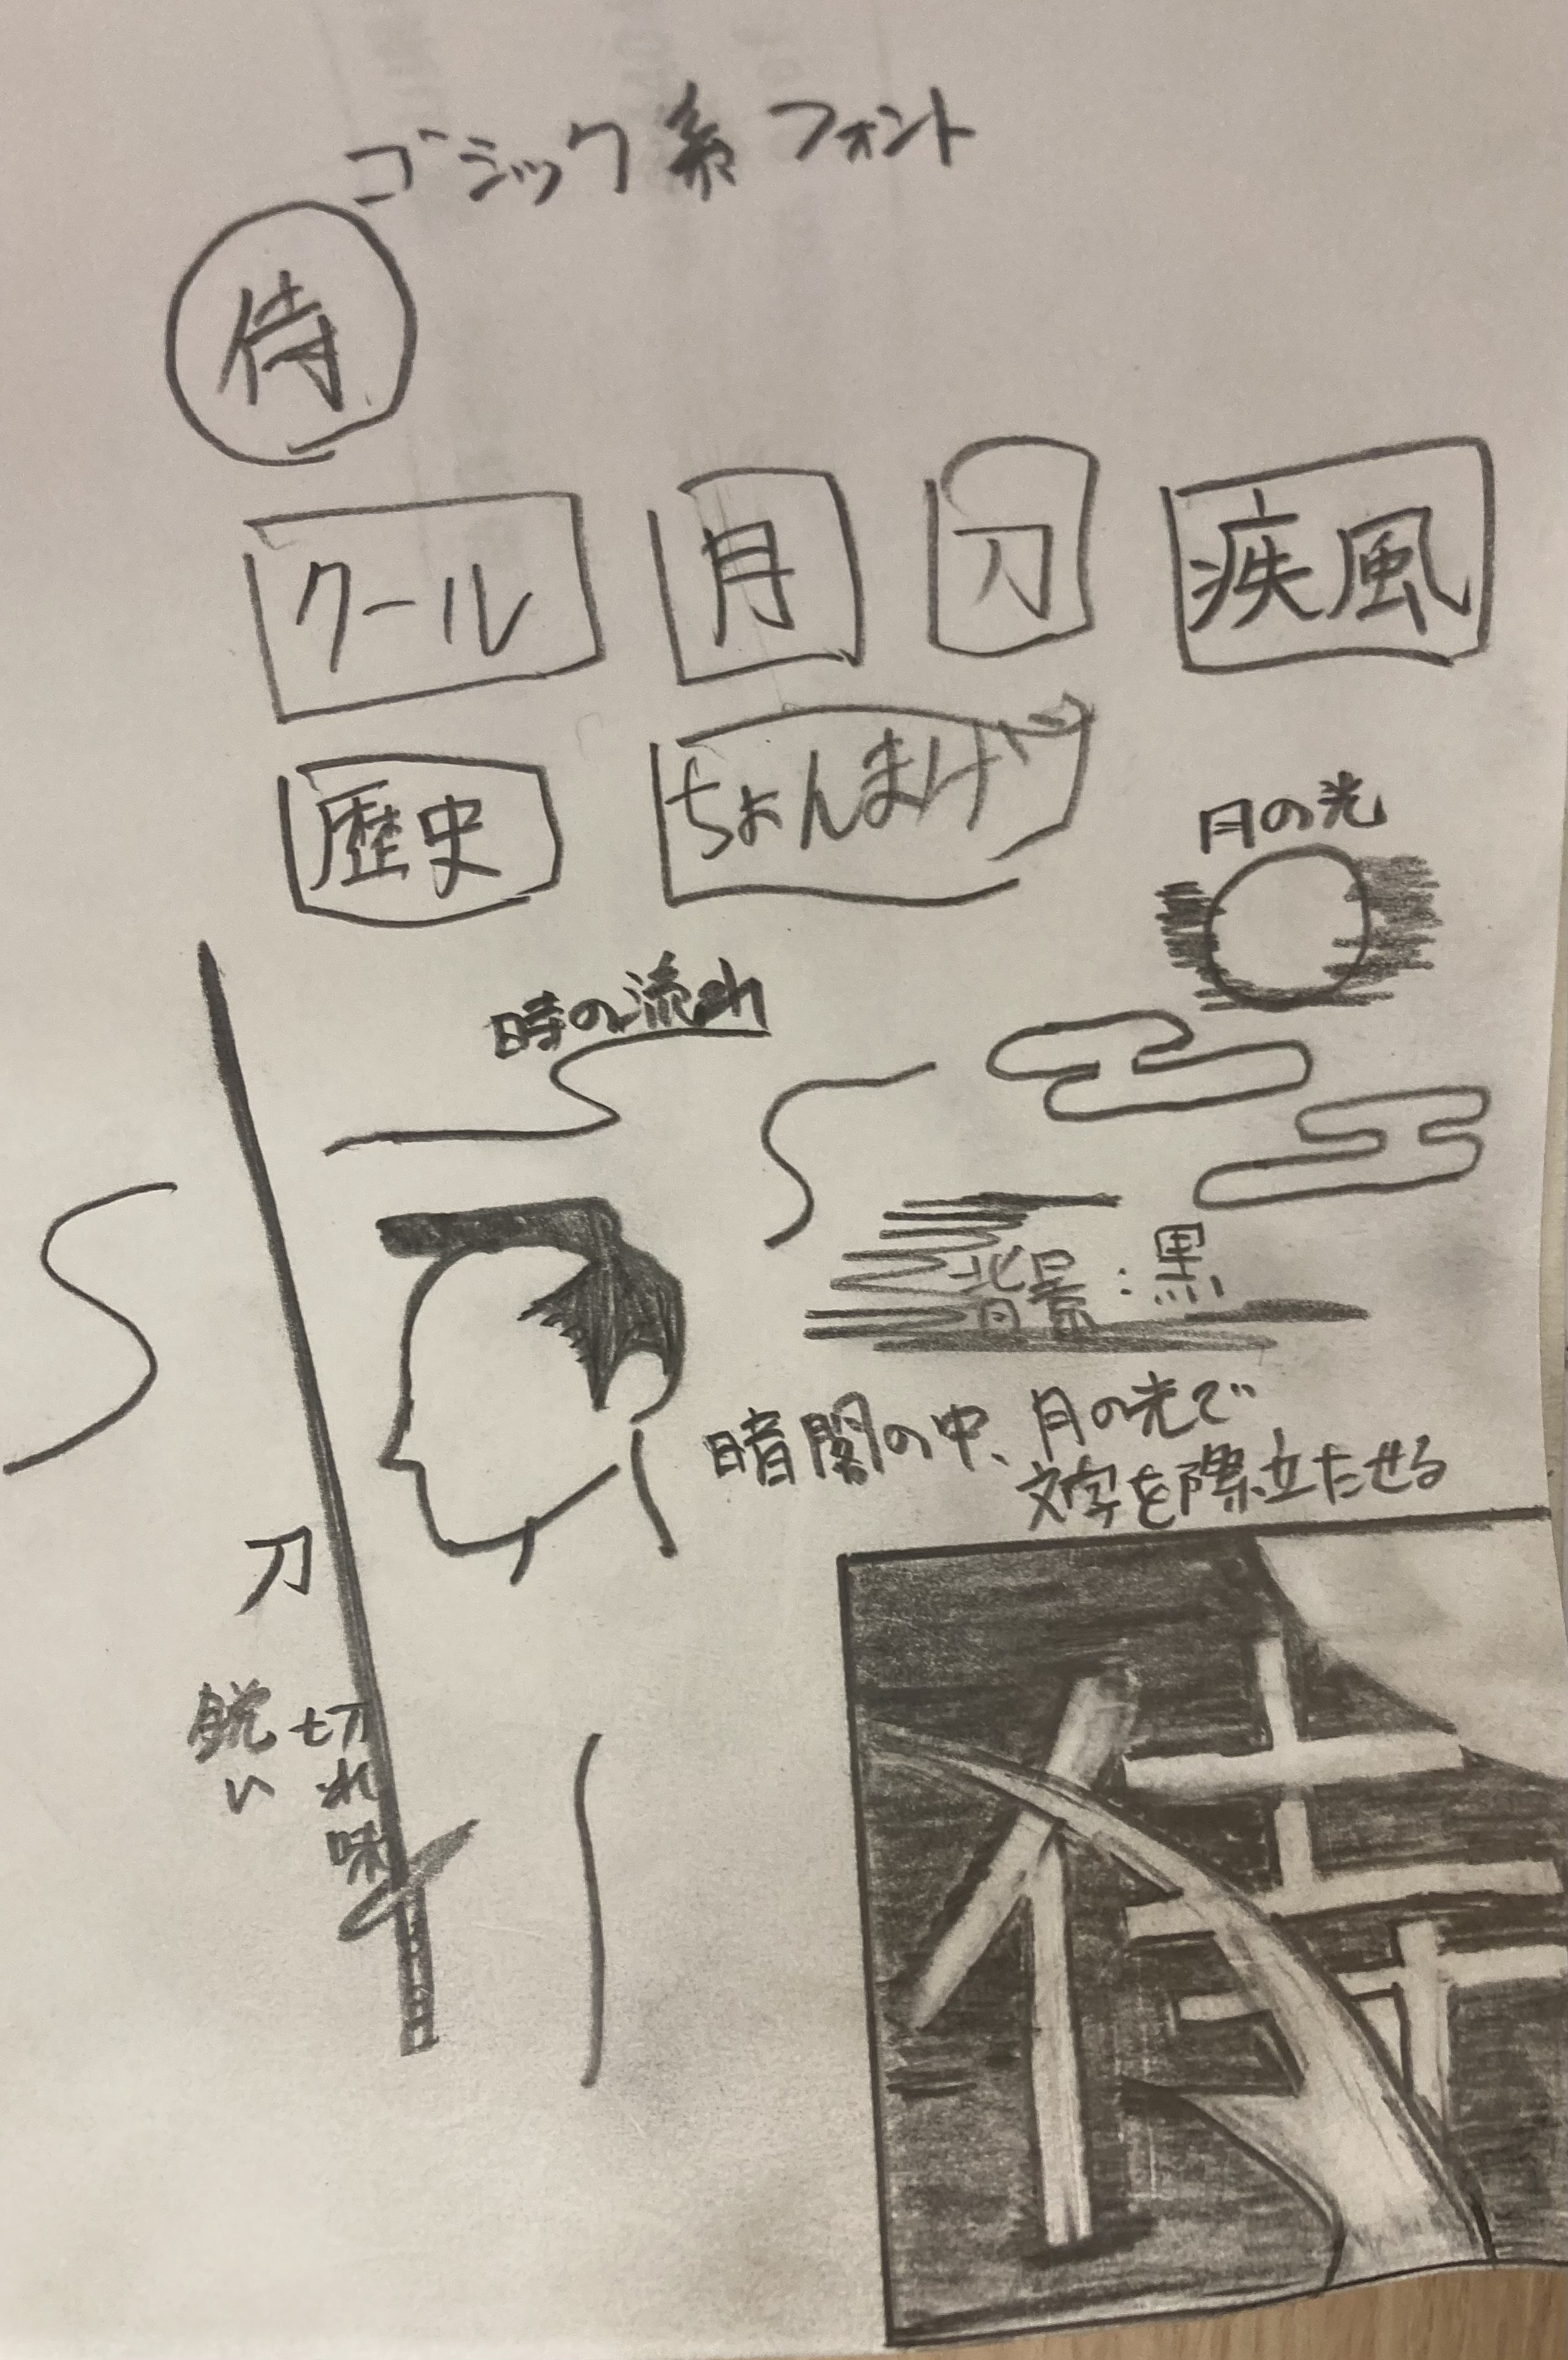 ゴシック系フォント
侍
クール
月
刀
疾風
歴史
ちょんまげ
月の光
時の流れ
背景:黒
暗闇の中、月の光で
文字を際立たせる
刀
切れ味
鋭い
侍